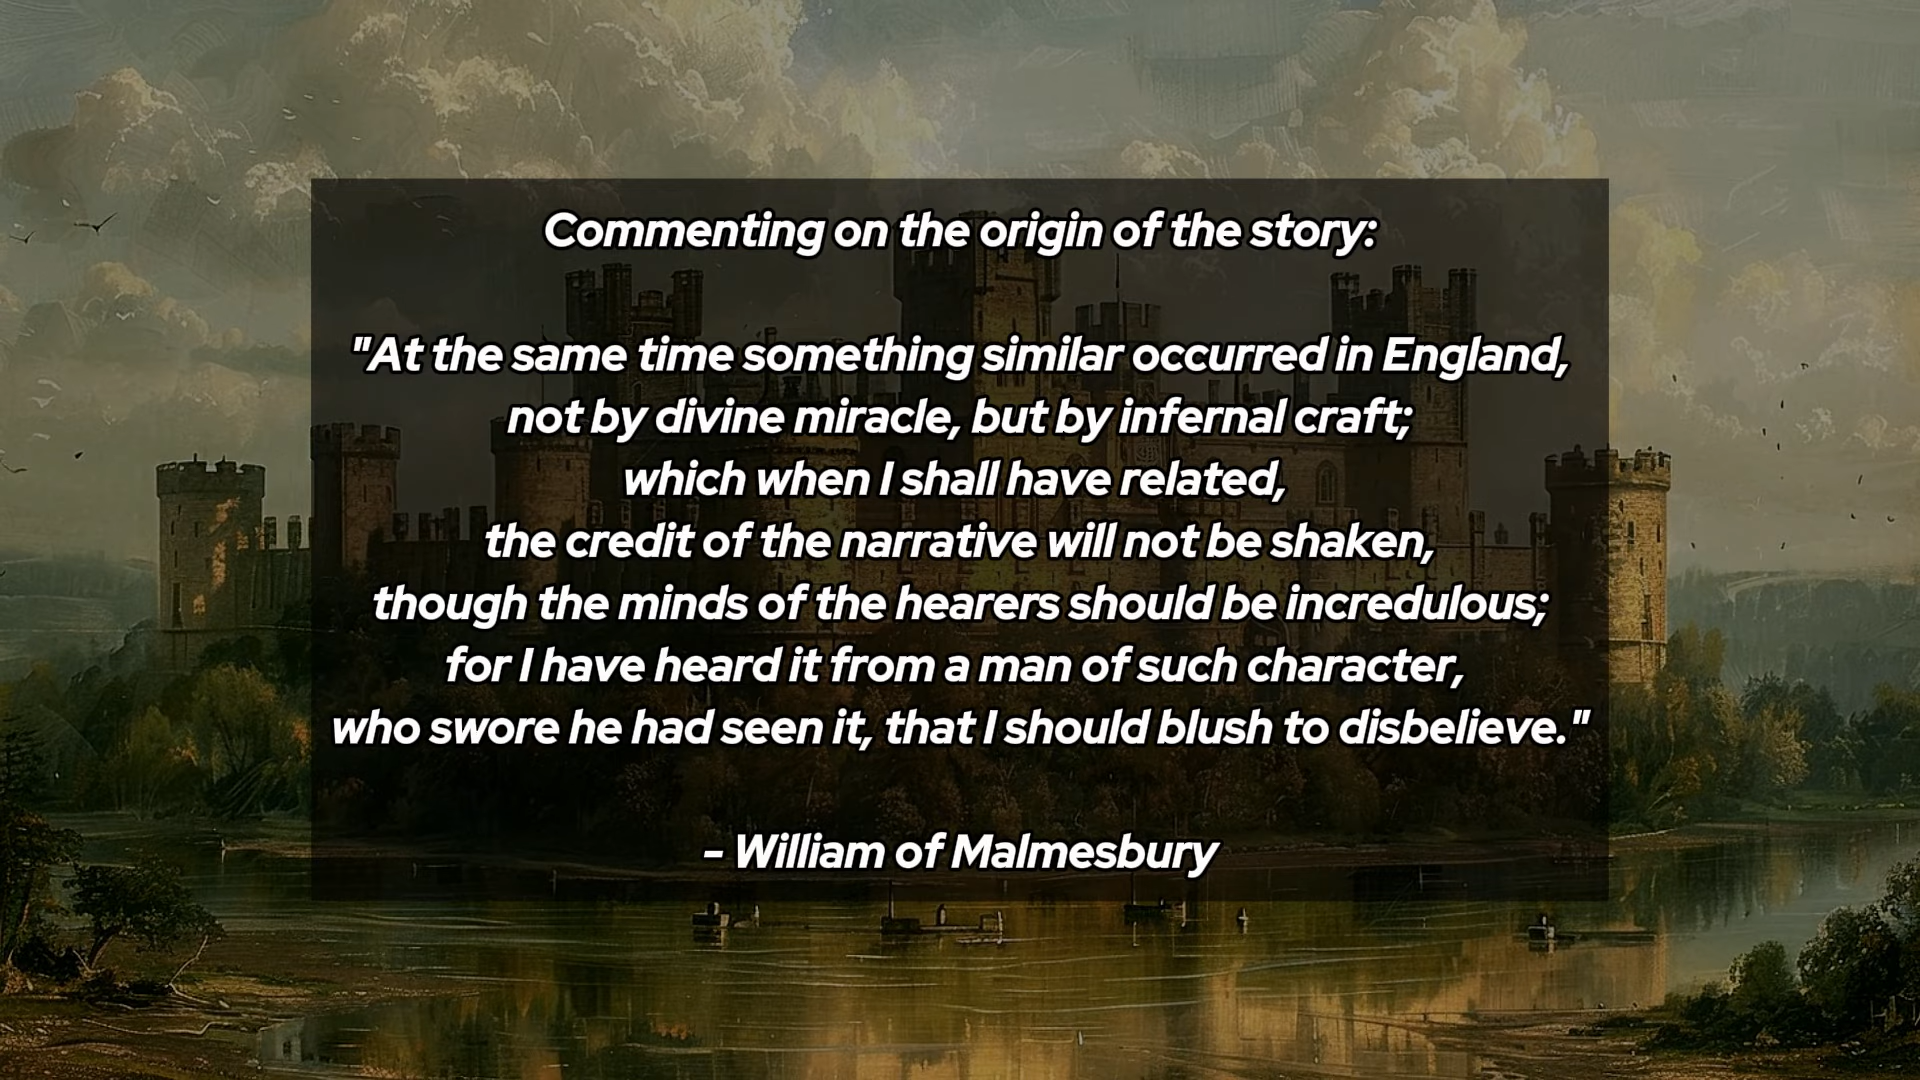 Commenting on the origin of the story:
"At the same time something similar occurred in England,
not by divine miracle, but by infernal craft;
which when I shall have related,
the credit of the narrative will not be shaken,
though the minds of the hearers should be incredulous;
for I have heard it from a man of such character,
who swore he had seen it, that I should blush to disbelieve."
- William of Malmesbury